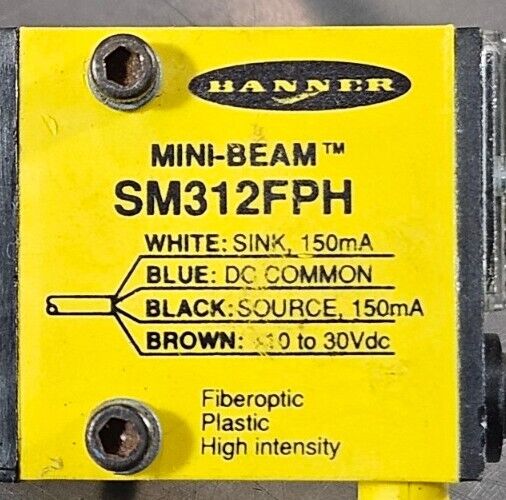 BANNER
MINI-BEAM™
SM312FPH
WHITE: SINK, 150mA
BLUE: DC COMMON
BLACK: SOURCE, 150mA
BROWN: +10 to 30Vdc
Fiberoptic
Plastic
High intensity